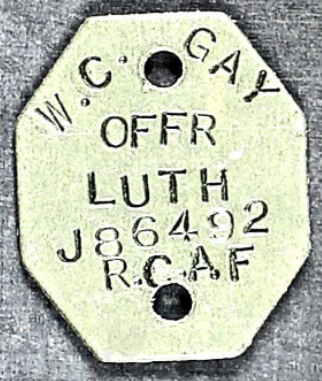 W.C. GAY
OFFR
LUTH
J86492
R.C.A.F